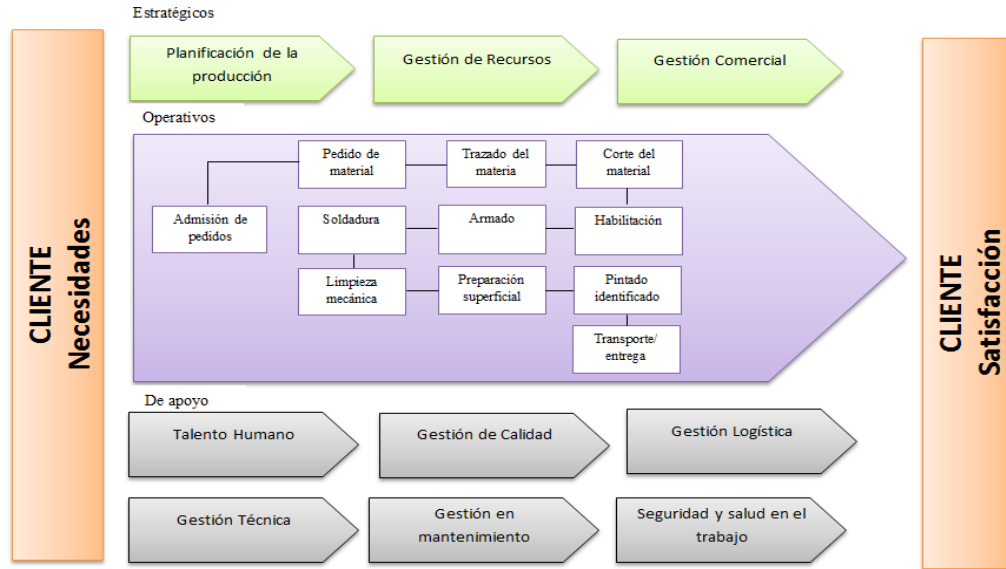 Estratégicos
Planificación de la
producción
Gestión de Recursos
Gestión Comercial
Operativos
Pedido de
material
Trazado del
materia
Corte del
material
Admisión de
pedidos
Soldadura
Armado
Habilitación
Limpieza
mecánica
Preparación
superficial
Pintado
identificado
Transporte/
entrega
CLIENTE
Necesidades
CLIENTE
Satisfacción
De apoyo
Talento Humano
Gestión de Calidad
Gestión Logística
Gestión Técnica
Gestión en
mantenimiento
Seguridad y salud en el
trabajo